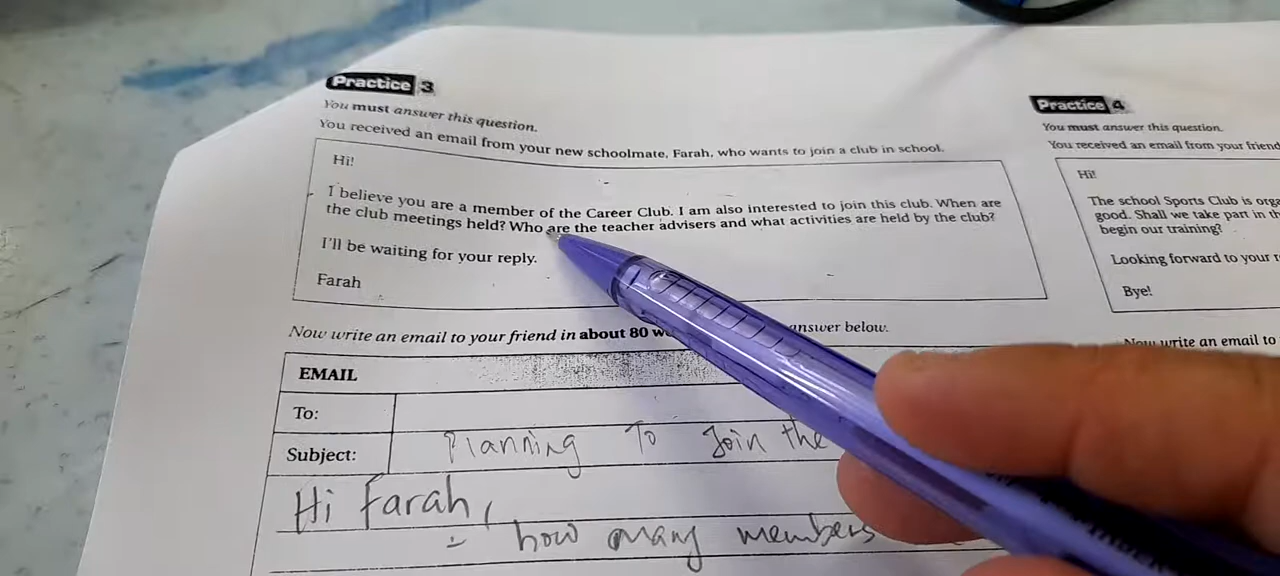 Practice 3
You must answer this question.
You received an email from your new schoolmate, Farah, who wants to join a club in school.
Hi!
I believe you are a member of the Career Club. I am also interested to join this club. When are
the club meetings held? Who are the teacher advisers and what activities are held by the club?
I'll be waiting for your reply.
Farah
Now write an email to your friend in about 80 answer below.
EMAIL
To:
Subject: Planning To Join the
Hi Farah,
- how many members
Practice 4
You must answer this question.
You received an email from your friend
Hi!
The school Sports Club is
good. Shall we take part in
begin our training?
Looking forward to your
Bye!
Now write an email to